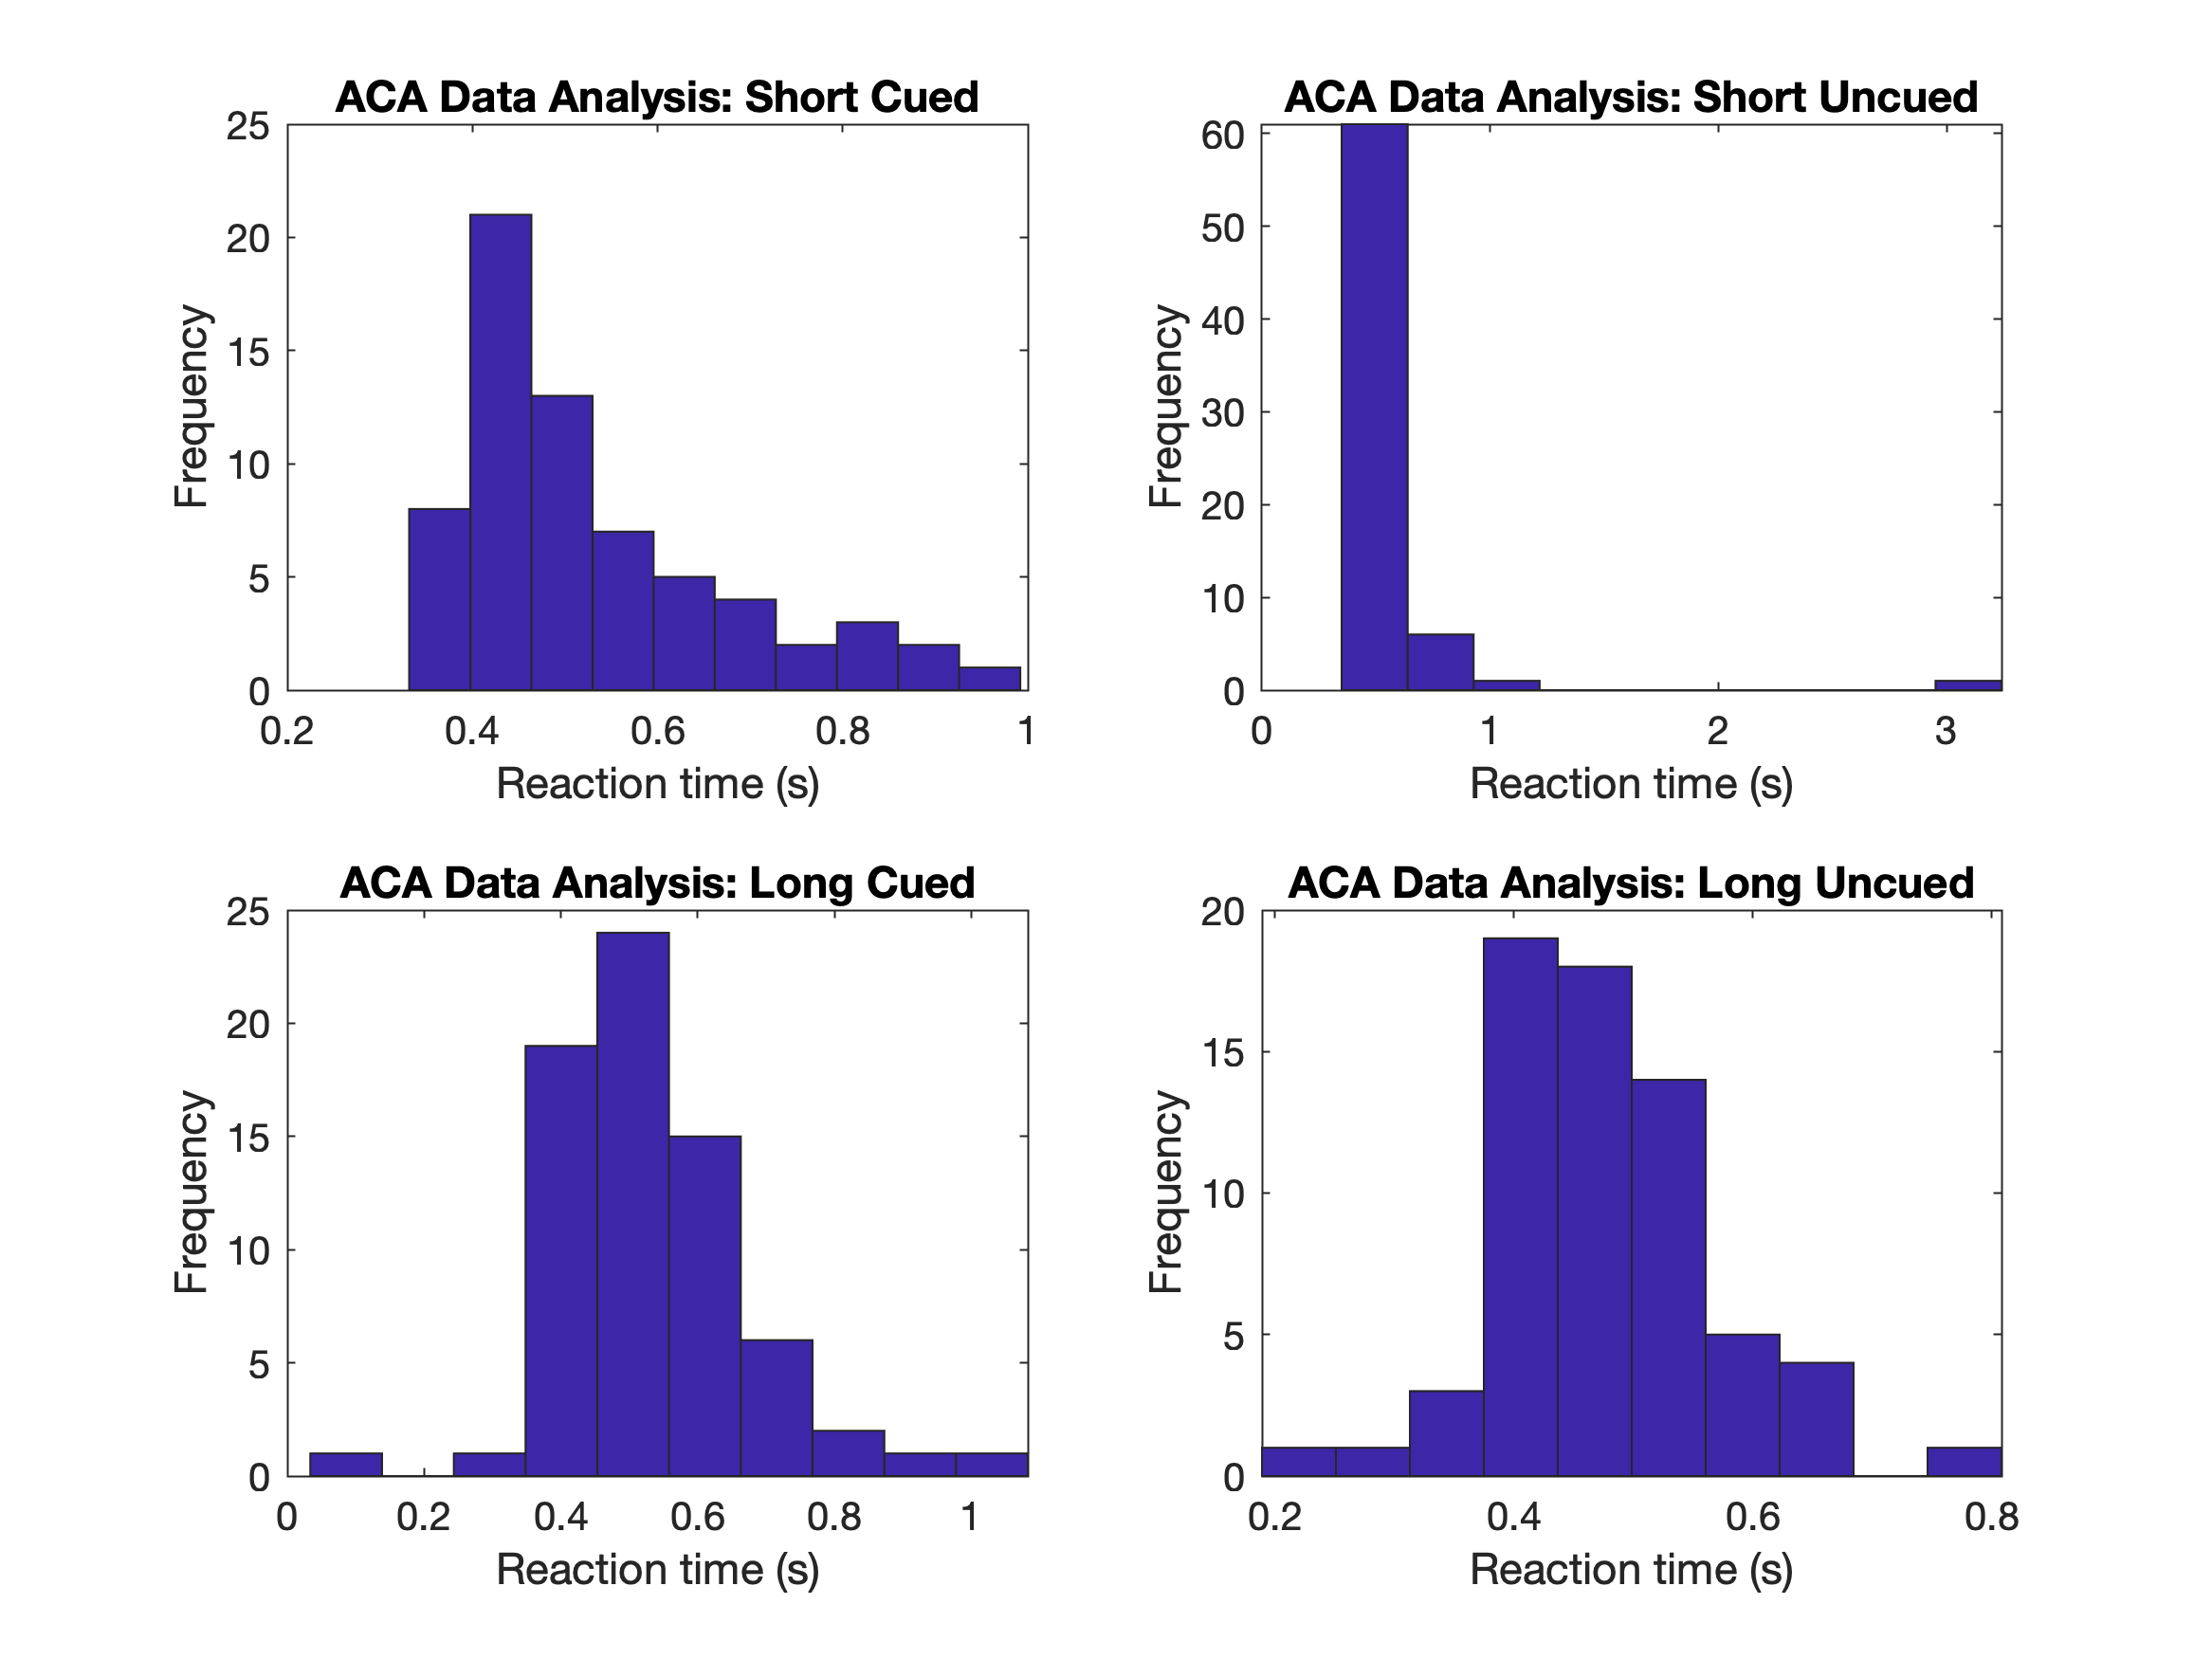 ACA Data Analysis: Short Cued
25
20
15
10
5
0
Frequency
0.2 0.4 0.6 0.8 1
Reaction time (s)
ACA Data Analysis: Short Uncued
60
50
40
30
20
10
0
Frequency
0 1 2 3
Reaction time (s)
ACA Data Analysis: Long Cued
25
20
15
10
5
0
Frequency
0 0.2 0.4 0.6 0.8 1
Reaction time (s)
ACA Data Analysis: Long Uncued
20
15
10
5
0
Frequency
0.2 0.4 0.6 0.8
Reaction time (s)